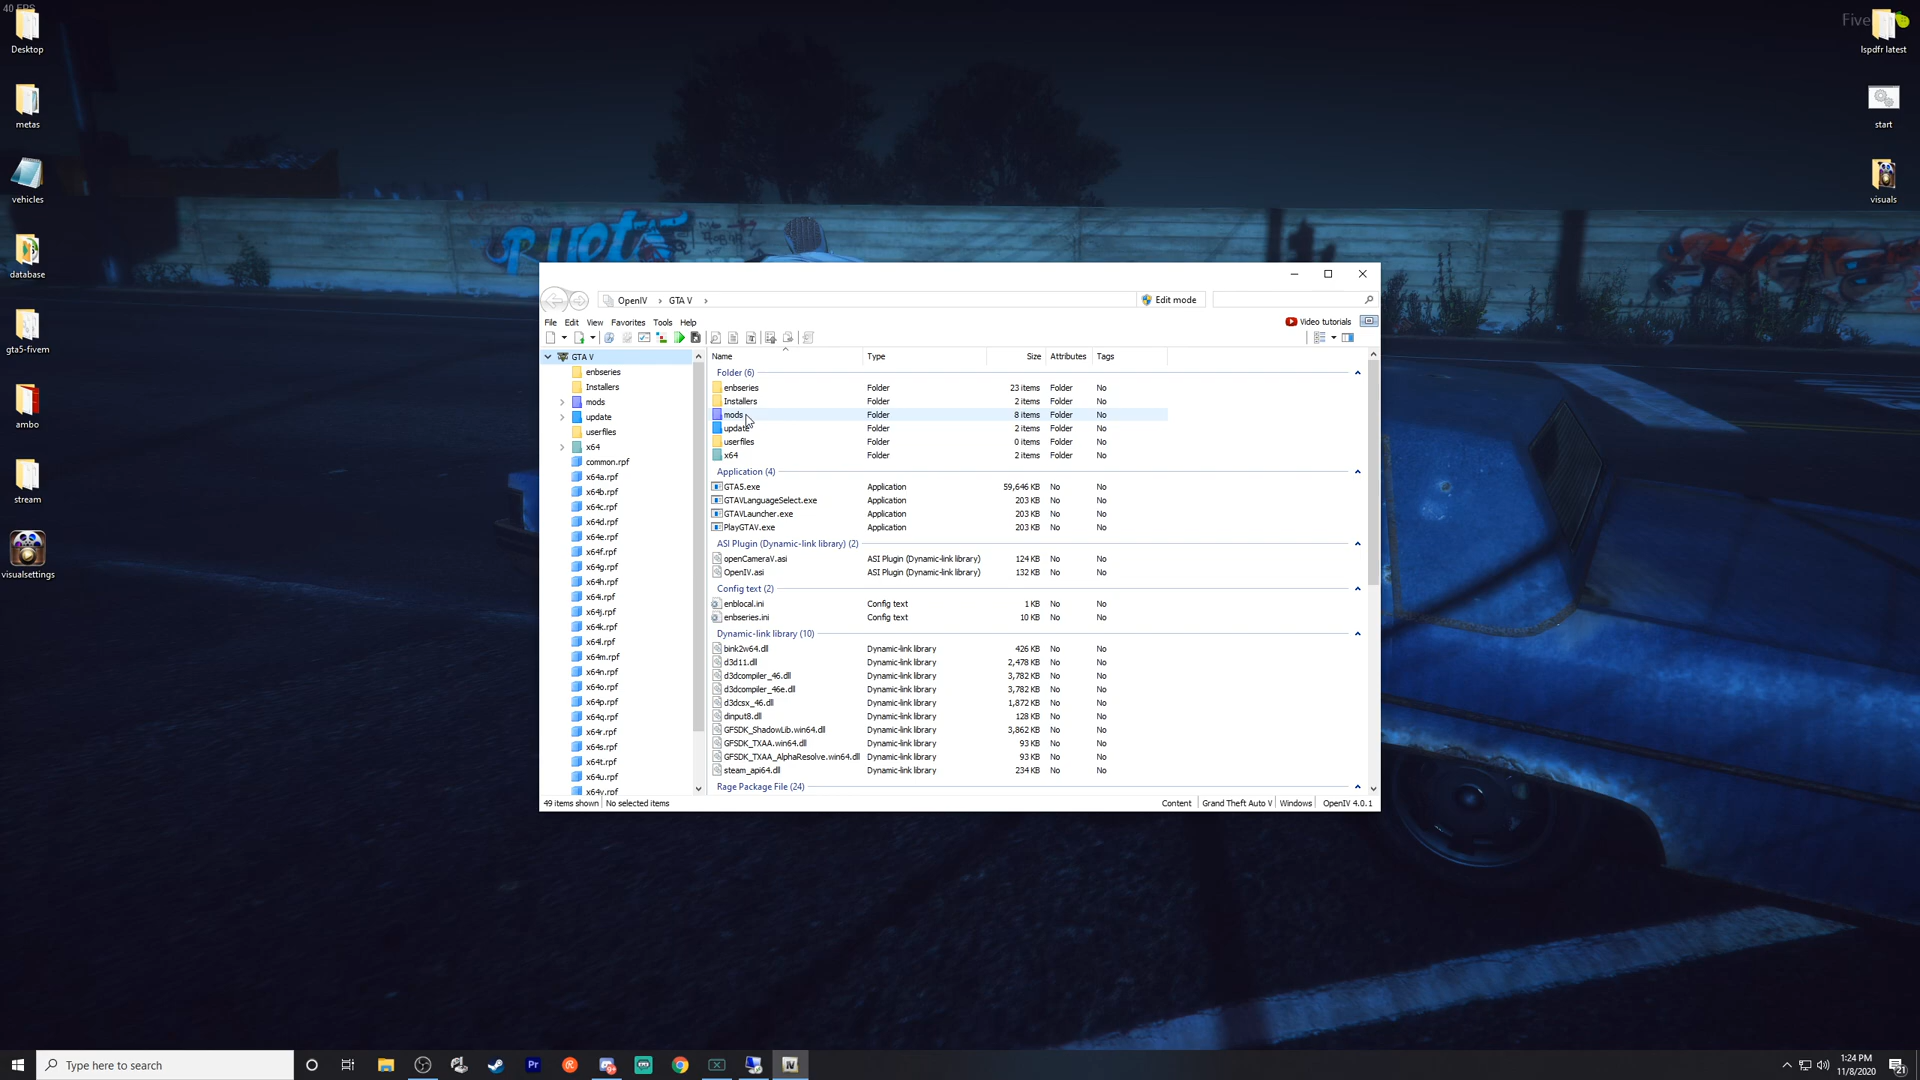 40 FPS
Desktop
metas
vehicles
database
gta5-fivem
ambo
stream
visualsettings
Five
lspdfr latest
start
visuals
OpenIV › GTA V ›
Edit mode
File Edit View Favorites Tools Help
Video tutorials
GTA V
enbseries
Installers
mods
update
userfiles
x64
common.rpf
x64a.rpf
x64b.rpf
x64c.rpf
x64d.rpf
x64e.rpf
x64f.rpf
x64g.rpf
x64h.rpf
x64i.rpf
x64j.rpf
x64k.rpf
x64l.rpf
x64m.rpf
x64n.rpf
x64o.rpf
x64p.rpf
x64q.rpf
x64r.rpf
x64s.rpf
x64t.rpf
x64u.rpf
x64v.rpf
Name Type Size Attributes Tags
Folder (6)
enbseries Folder 23 items Folder No
Installers Folder 2 items Folder No
mods Folder 8 items Folder No
update Folder 2 items Folder No
userfiles Folder 0 items Folder No
x64 Folder 2 items Folder No
Application (4)
GTA5.exe Application 59,646 KB No No
GTAVLanguageSelect.exe Application 203 KB No No
GTAVLauncher.exe Application 203 KB No No
PlayGTAV.exe Application 203 KB No No
ASI Plugin (Dynamic-link library) (2)
openCameraV.asi ASI Plugin (Dynamic-link library) 124 KB No No
OpenIV.asi ASI Plugin (Dynamic-link library) 132 KB No No
Config text (2)
enblocal.ini Config text 1 KB No No
enbseries.ini Config text 10 KB No No
Dynamic-link library (10)
bink2w64.dll Dynamic-link library 426 KB No No
d3d11.dll Dynamic-link library 2,478 KB No No
d3dcompiler_46.dll Dynamic-link library 3,782 KB No No
d3dcompiler_46e.dll Dynamic-link library 3,782 KB No No
d3dcsx_46.dll Dynamic-link library 1,872 KB No No
dinput8.dll Dynamic-link library 128 KB No No
GFSDK_ShadowLib.win64.dll Dynamic-link library 3,862 KB No No
GFSDK_TXAA.win64.dll Dynamic-link library 93 KB No No
GFSDK_TXAA_AlphaResolve.win64.dll Dynamic-link library 93 KB No No
steam_api64.dll Dynamic-link library 234 KB No No
Rage Package File (24)
49 items shown No selected items
Content Grand Theft Auto V Windows OpenIV 4.0.1
Type here to search
Pr
IV
1:24 PM
11/8/2020
21